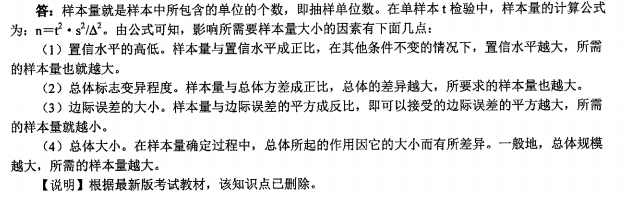 答：样本量就是样本中所包含的单位的个数，即抽样单位数。在单样本 t 检验中，样本量的计算公式
为：n=t²·s²/Δ²。由公式可知，影响所需要样本量大小的因素有下面几点：
（1）置信水平的高低。样本量与置信水平成正比，在其他条件不变的情况下，置信水平越大，所需
的样本量也就越大。
（2）总体标志变异程度。样本量与总体方差成正比，总体的差异越大，所要求的样本量也越大。
（3）边际误差的大小。样本量与边际误差的平方成反比，即可以接受的边际误差的平方越大，所需
的样本量就越小。
（4）总体大小。在样本量确定过程中，总体所起的作用因它的大小而有所差异。一般地，总体规模
越大，所需的样本量越大。
【说明】根据最新版考试教材，该知识点已删除。